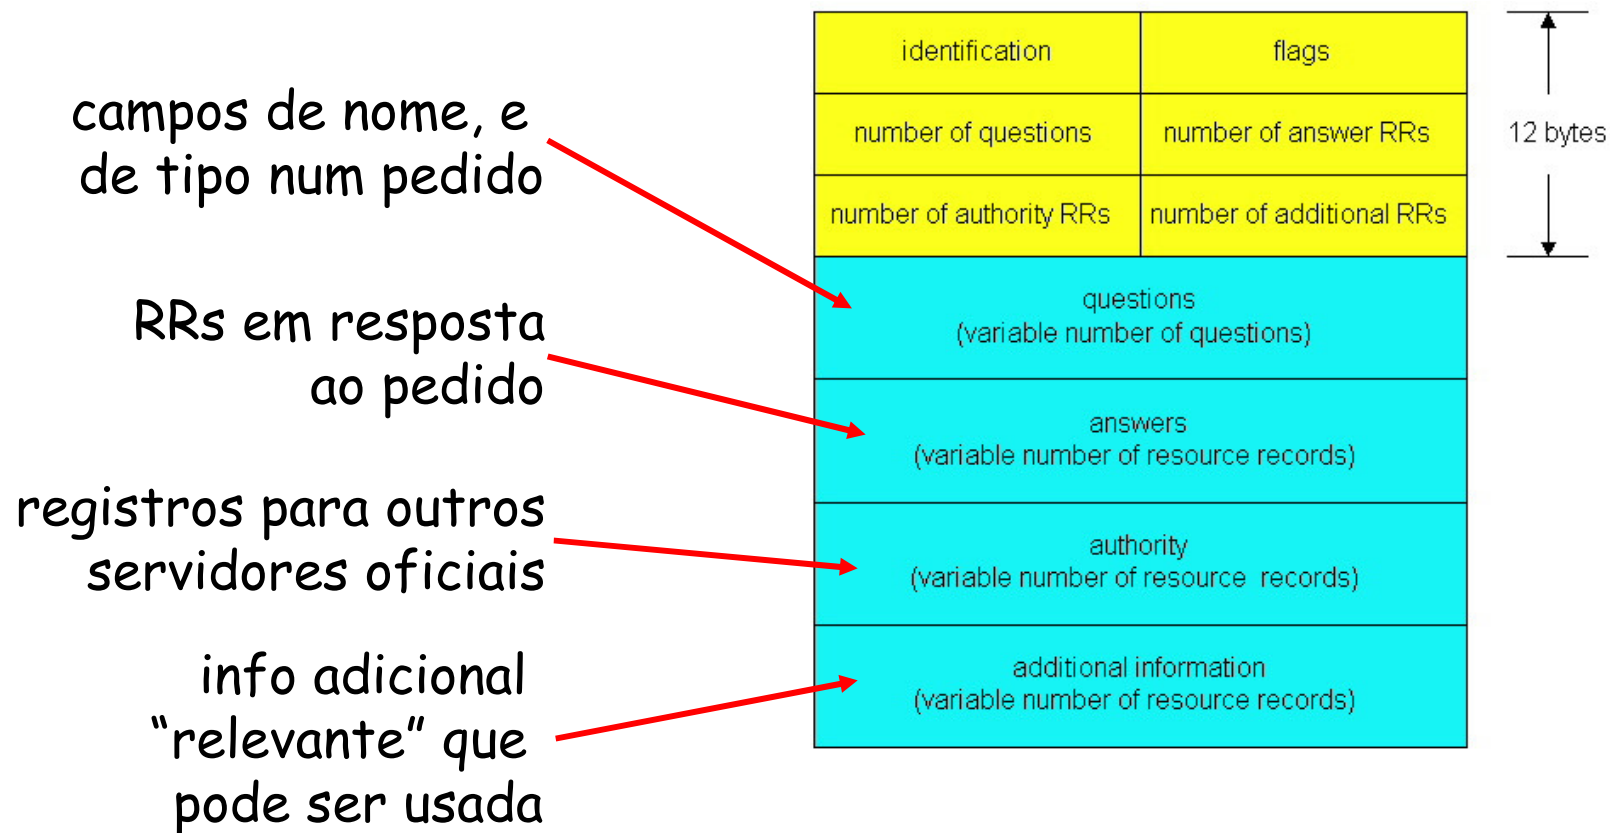 campos de nome, e
de tipo num pedido
RRs em resposta
ao pedido
registros para outros
servidores oficiais
info adicional
“relevante” que
pode ser usada
identification
flags
number of questions
number of answer RRs
number of authority RRs
number of additional RRs
12 bytes
questions
(variable number of questions)
answers
(variable number of resource records)
authority
(variable number of resource records)
additional information
(variable number of resource records)